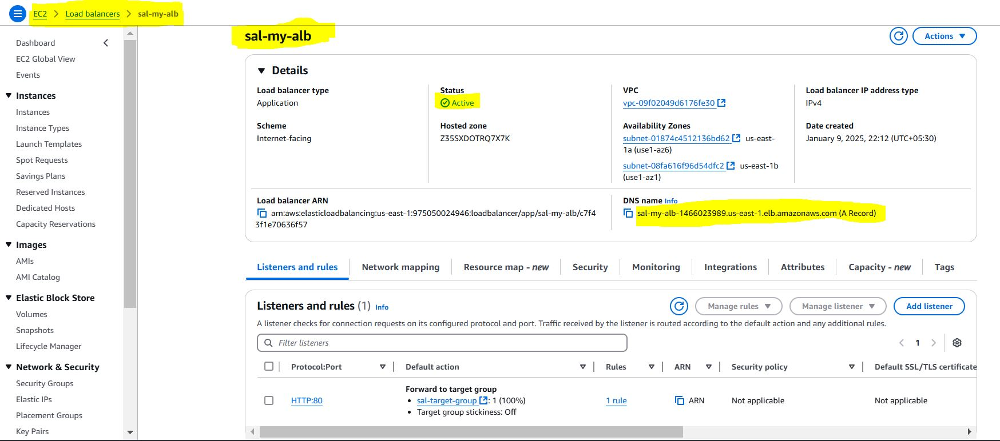 EC2 > Load balancers > sal-my-alb
Dashboard
EC2 Global View
Events
Instances
Instances
Instance Types
Launch Templates
Spot Requests
Savings Plans
Reserved Instances
Dedicated Hosts
Capacity Reservations
Images
AMIs
AMI Catalog
Elastic Block Store
Volumes
Snapshots
Lifecycle Manager
Network & Security
Security Groups
Elastic IPs
Placement Groups
Key Pairs
sal-my-alb
Actions
Details
Load balancer type
Application
Status
Active
VPC
vpc-09f02049d6176fe30
Load balancer IP address type
IPv4
Scheme
Internet-facing
Hosted zone
Z35SXDOTRQ7X7K
Availability Zones
subnet-01874c4512136bd62 us-east-
1a (use1-az6)
subnet-08fa616f96d54dfc2 us-east-1b
(use1-az1)
Date created
January 9, 2025, 22:12 (UTC+05:30)
Load balancer ARN
arn:aws:elasticloadbalancing:us-east-1:975050024946:loadbalancer/app/sal-my-alb/c7f4
3f1e70636f57
DNS name Info
sal-my-alb-1466023989.us-east-1.elb.amazonaws.com (A Record)
Listeners and rules
Network mapping
Resource map - new
Security
Monitoring
Integrations
Attributes
Capacity - new
Tags
Listeners and rules (1) Info
Manage rules
Manage listener
Add listener
A listener checks for connection requests on its configured protocol and port. Traffic received by the listener is routed according to the default action and any additional rules.
Filter listeners
1
Protocol:Port
Default action
Rules
ARN
Security policy
Default SSL/TLS certificate
HTTP:80
Forward to target group
• sal-target-group : 1 (100%)
• Target group stickiness: Off
1 rule
ARN
Not applicable
Not applicable